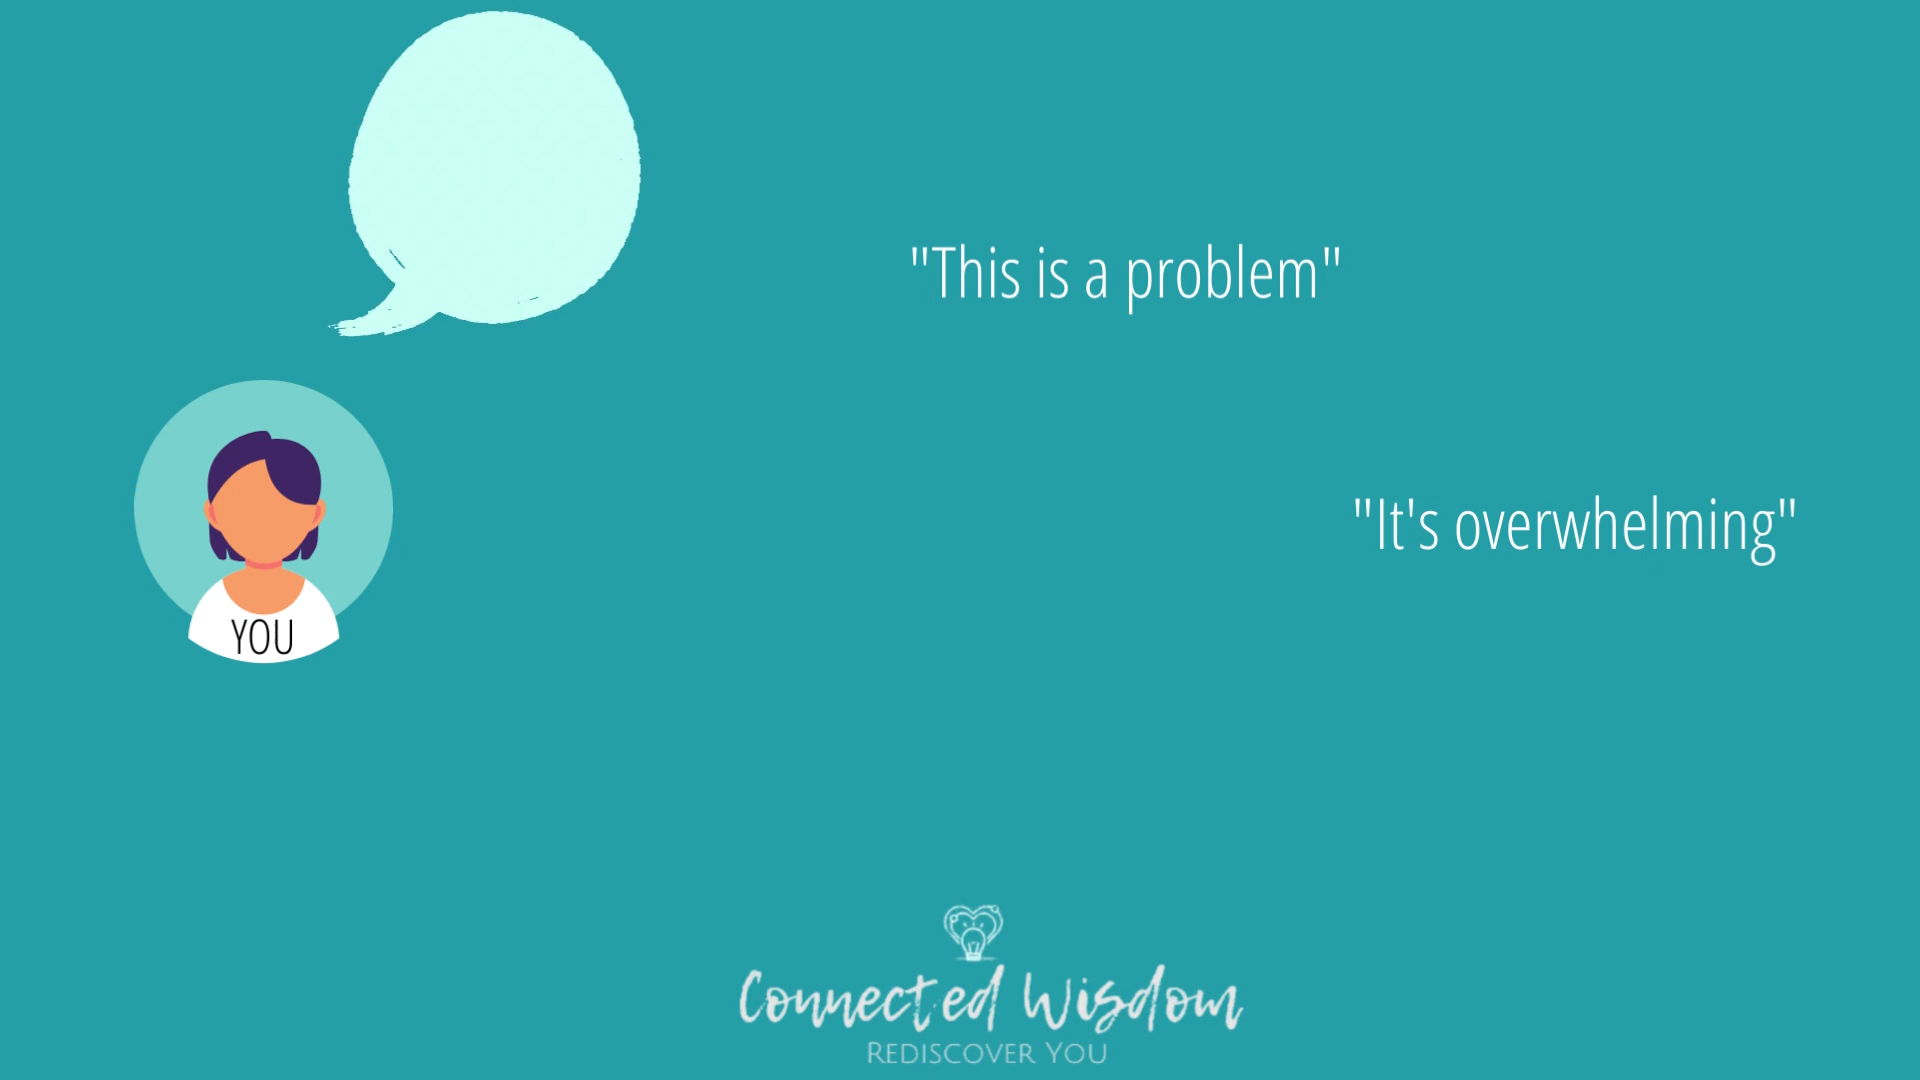 "This is a problem"
"It's overwhelming"
YOU
Connected Wisdom
REDISCOVER YOU